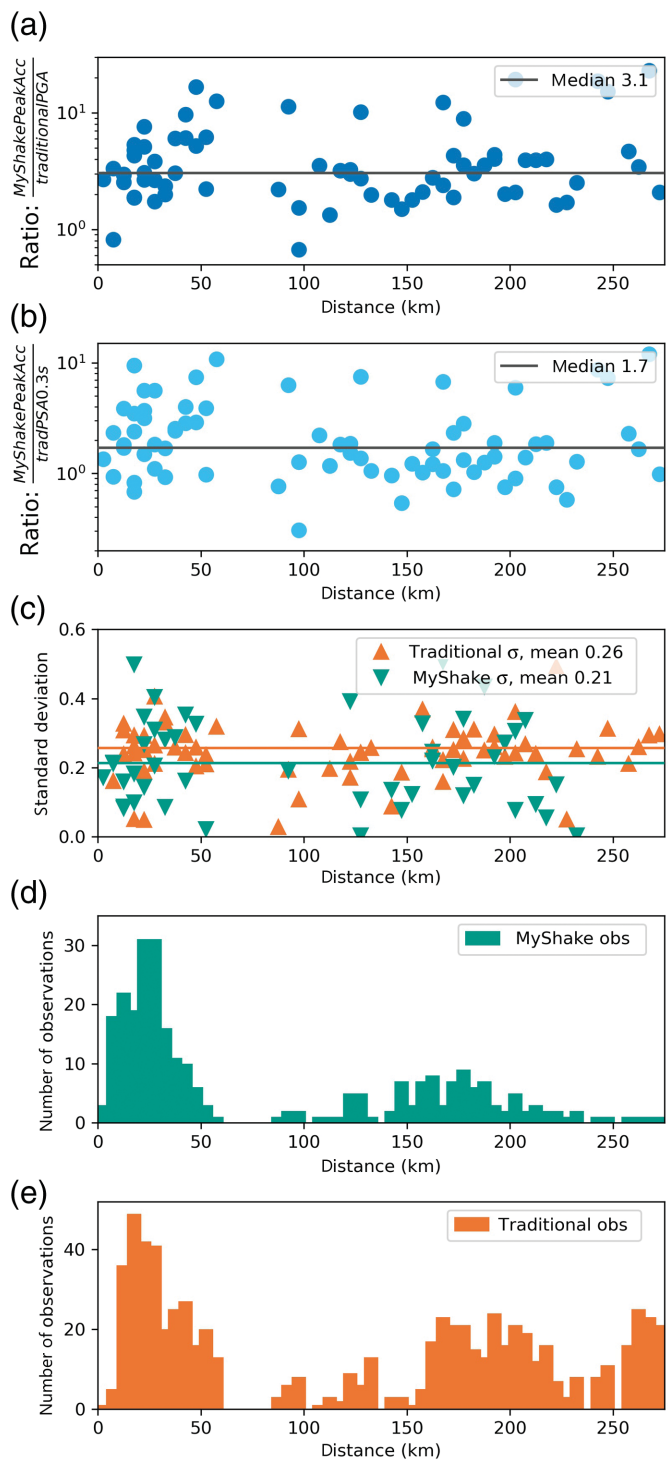 (a)
Ratio: MyShakePeakAcc
traditionalPGA
10¹
10⁰
Median 3.1
0 50 100 150 200 250
Distance (km)
(b)
Ratio: MyShakePeakAcc
tradPSA0.3s
10¹
10⁰
Median 1.7
0 50 100 150 200 250
Distance (km)
(c)
Standard deviation
0.6
0.4
0.2
0.0
Traditional σ, mean 0.26
MyShake σ, mean 0.21
0 50 100 150 200 250
Distance (km)
(d)
Number of observations
30
20
10
0
MyShake obs
0 50 100 150 200 250
Distance (km)
(e)
Number of observations
40
20
0
Traditional obs
0 50 100 150 200 250
Distance (km)